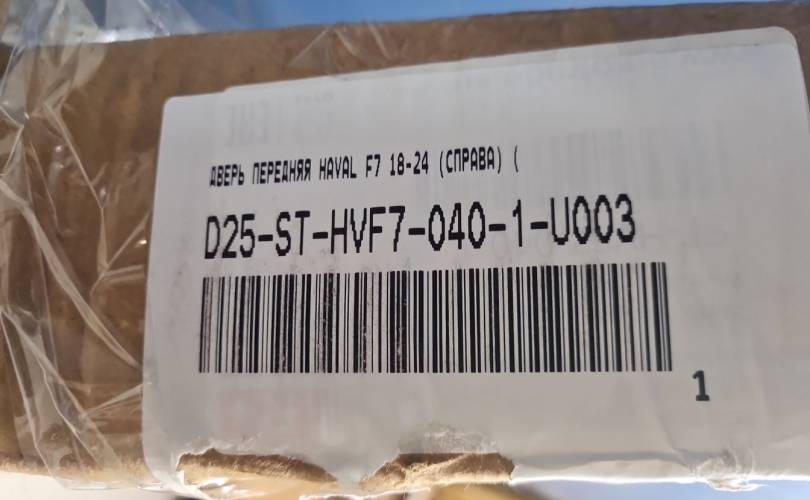 ДВЕРЬ ПЕРЕДНЯЯ HAVAL F7 18-24 (СПРАВА) (
D25-ST-HVF7-040-1-U003
1